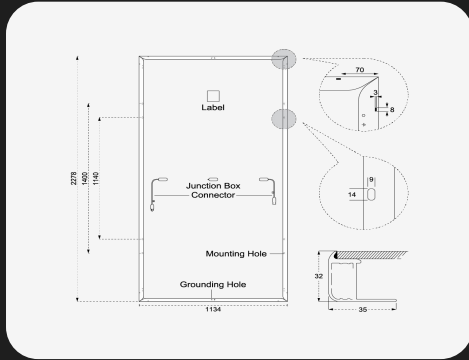 70
3
8
Label
2278
1400
1140
9
14
Junction Box
Connector
Mounting Hole
32
Grounding Hole
1134
35